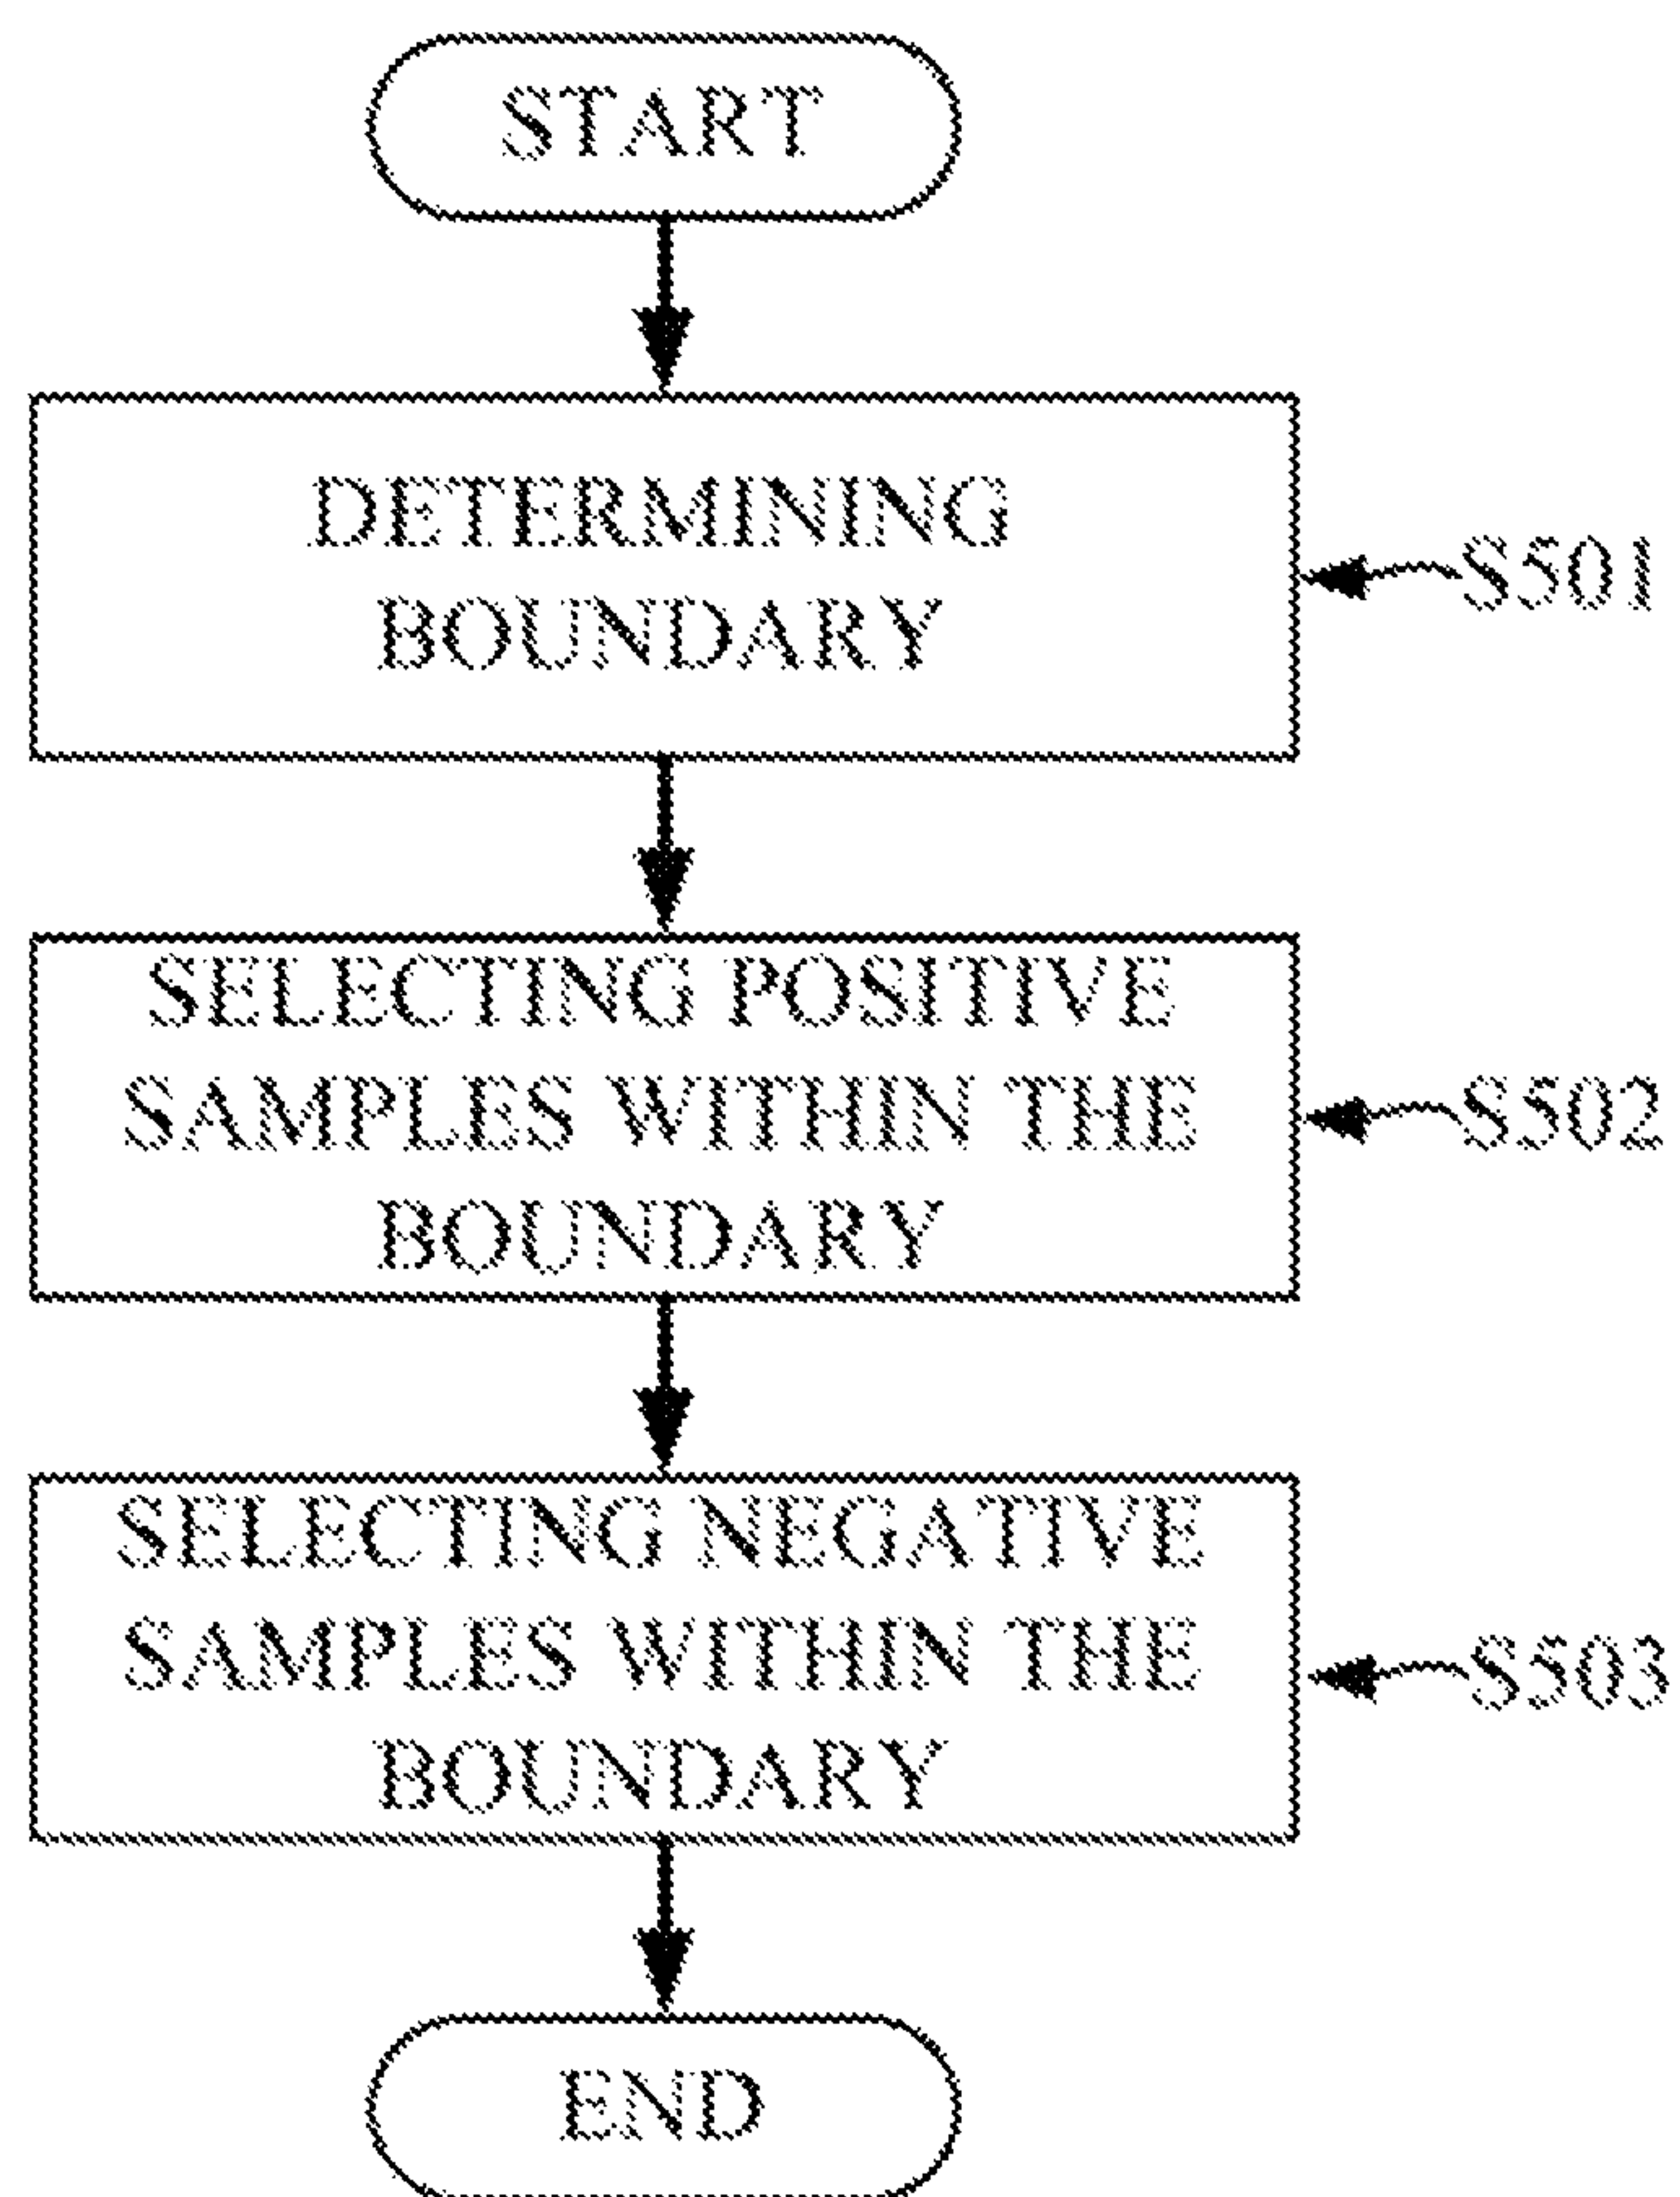 START
DETERMINING
BOUNDARY
S501
SELECTING POSITIVE
SAMPLES WITHIN THE
BOUNDARY
S502
SELECTING NEGATIVE
SAMPLES WITHIN THE
BOUNDARY
S503
END